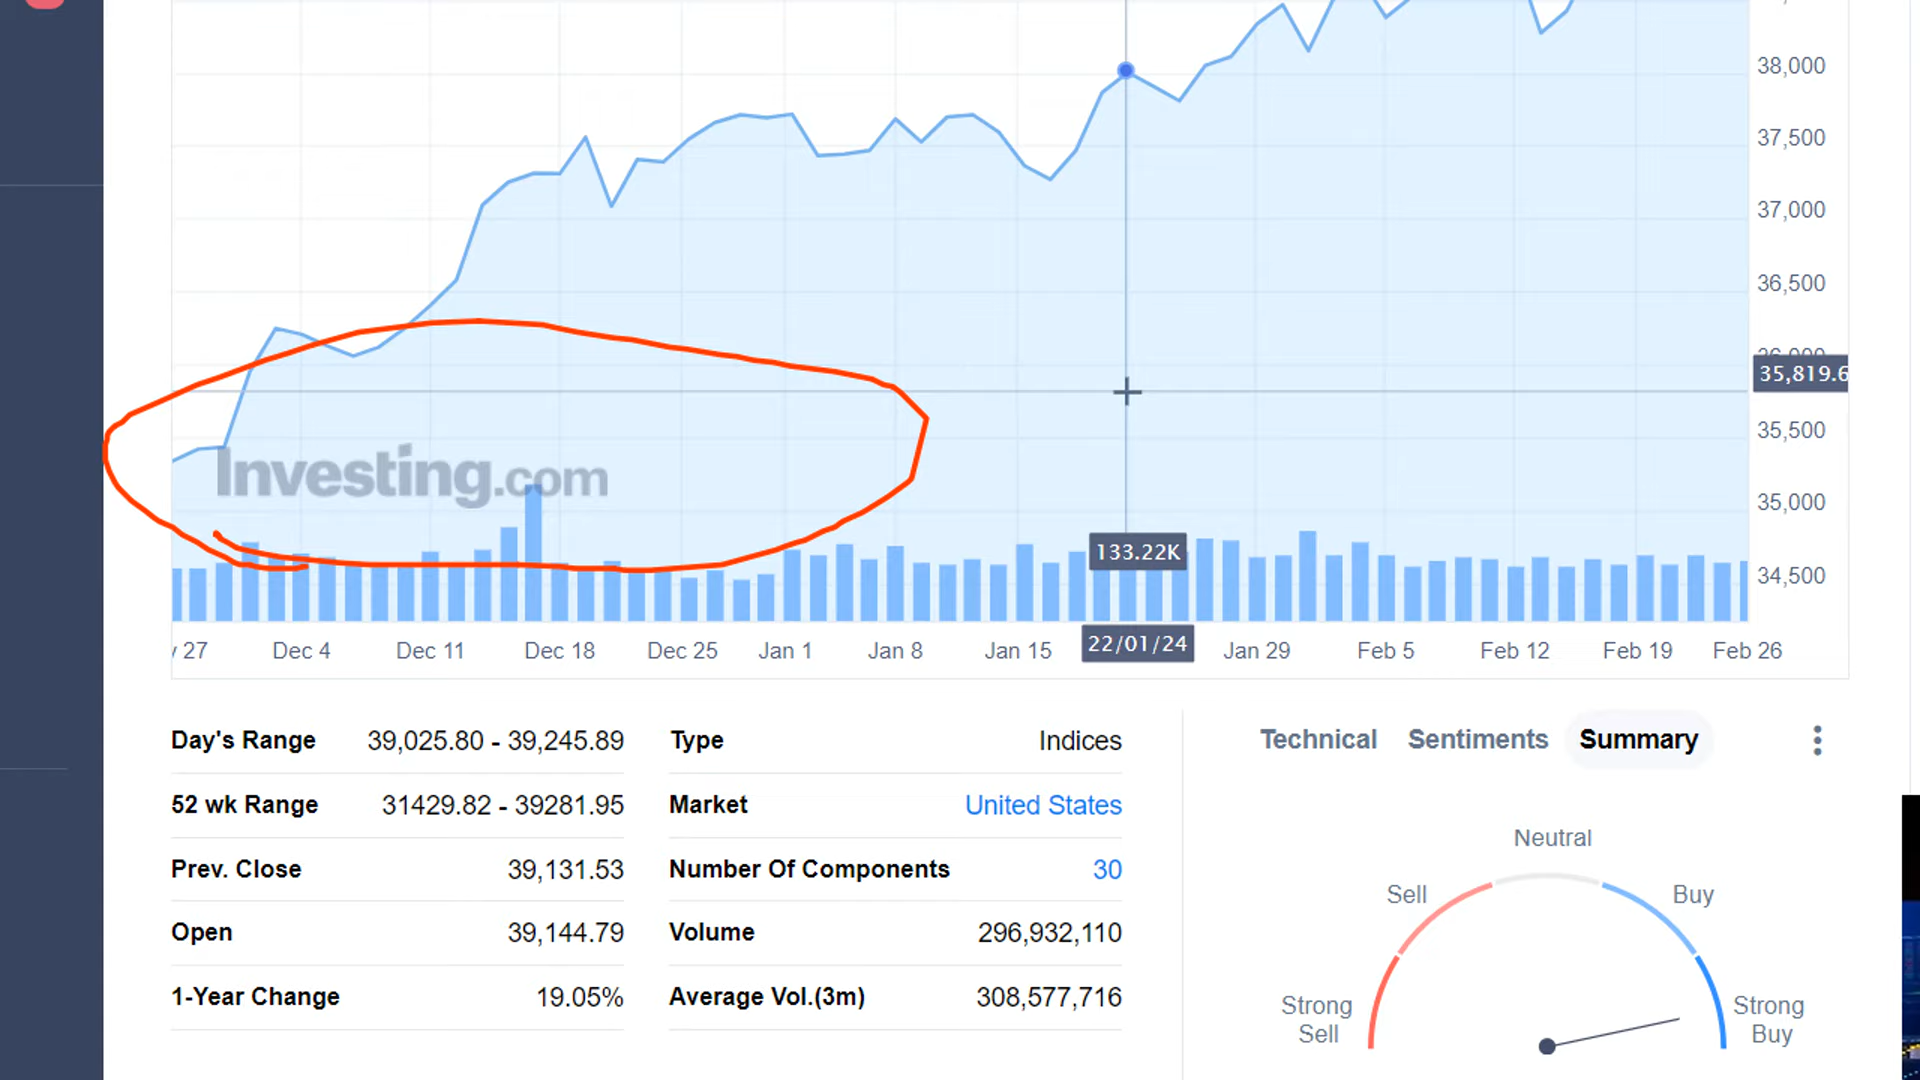 38,000
37,500
37,000
36,500
35,819.6
35,500
Investing.com
35,000
133.22K
34,500
27 Dec 4 Dec 11 Dec 18 Dec 25 Jan 1 Jan 8 Jan 15 22/01/24 Jan 29 Feb 5 Feb 12 Feb 19 Feb 26
Day's Range 39,025.80 - 39,245.89
52 wk Range 31429.82 - 39281.95
Prev. Close 39,131.53
Open 39,144.79
1-Year Change 19.05%
Type Indices
Market United States
Number Of Components 30
Volume 296,932,110
Average Vol.(3m) 308,577,716
Technical Sentiments Summary
Neutral
Sell Buy
Strong Sell
Strong Buy